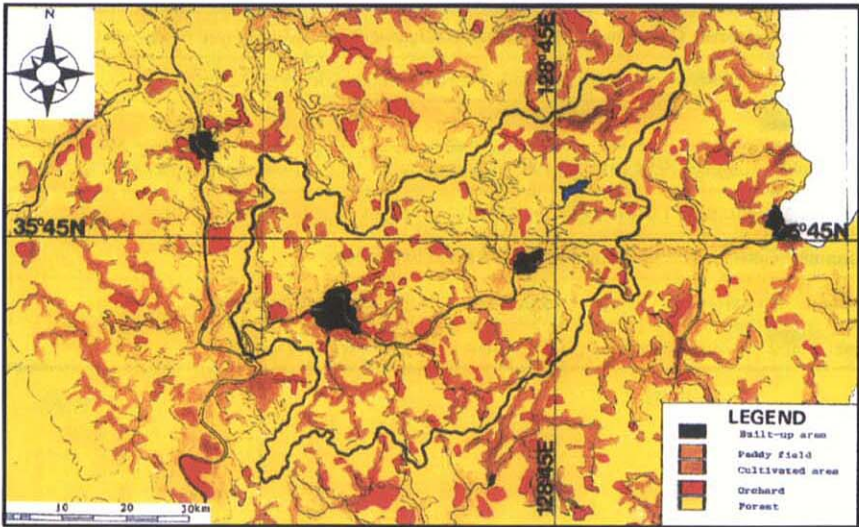 N
128°45E
35°45N
35°45N
LEGEND
Built-up area
Paddy field
Cultivated area
Orchard
Forest
128°45E
10 20 30km